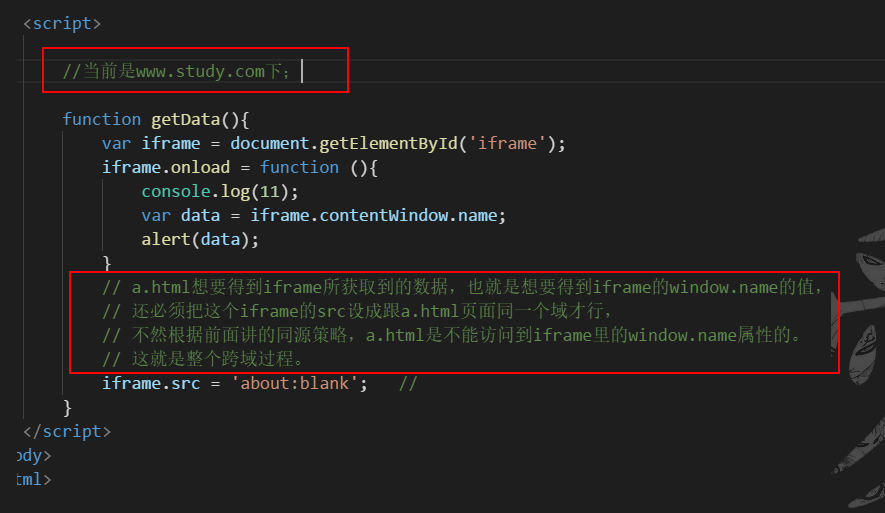 <script>
//当前是www.study.com下;
function getData(){
var iframe = document.getElementById('iframe');
iframe.onload = function (){
console.log(11);
var data = iframe.contentWindow.name;
alert(data);
}
// a.html想要得到iframe所获取到的数据，也就是想要得到iframe的window.name的值，
// 还必须把这个iframe的src设成跟a.html页面同一个域才行，
// 不然根据前面讲的同源策略，a.html是不能访问到iframe里的window.name属性的。
// 这就是整个跨域过程。
iframe.src = 'about:blank';   //
}
</script>
ody>
tml>